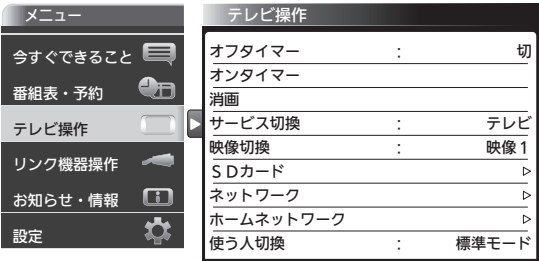 メニュー
今すぐできること
番組表・予約
テレビ操作
リンク機器操作
お知らせ・情報
設定
テレビ操作
オフタイマー : 切
オンタイマー
消画
サービス切換 : テレビ
映像切換 : 映像１
ＳＤカード
ネットワーク
ホームネットワーク
使う人切換 : 標準モード